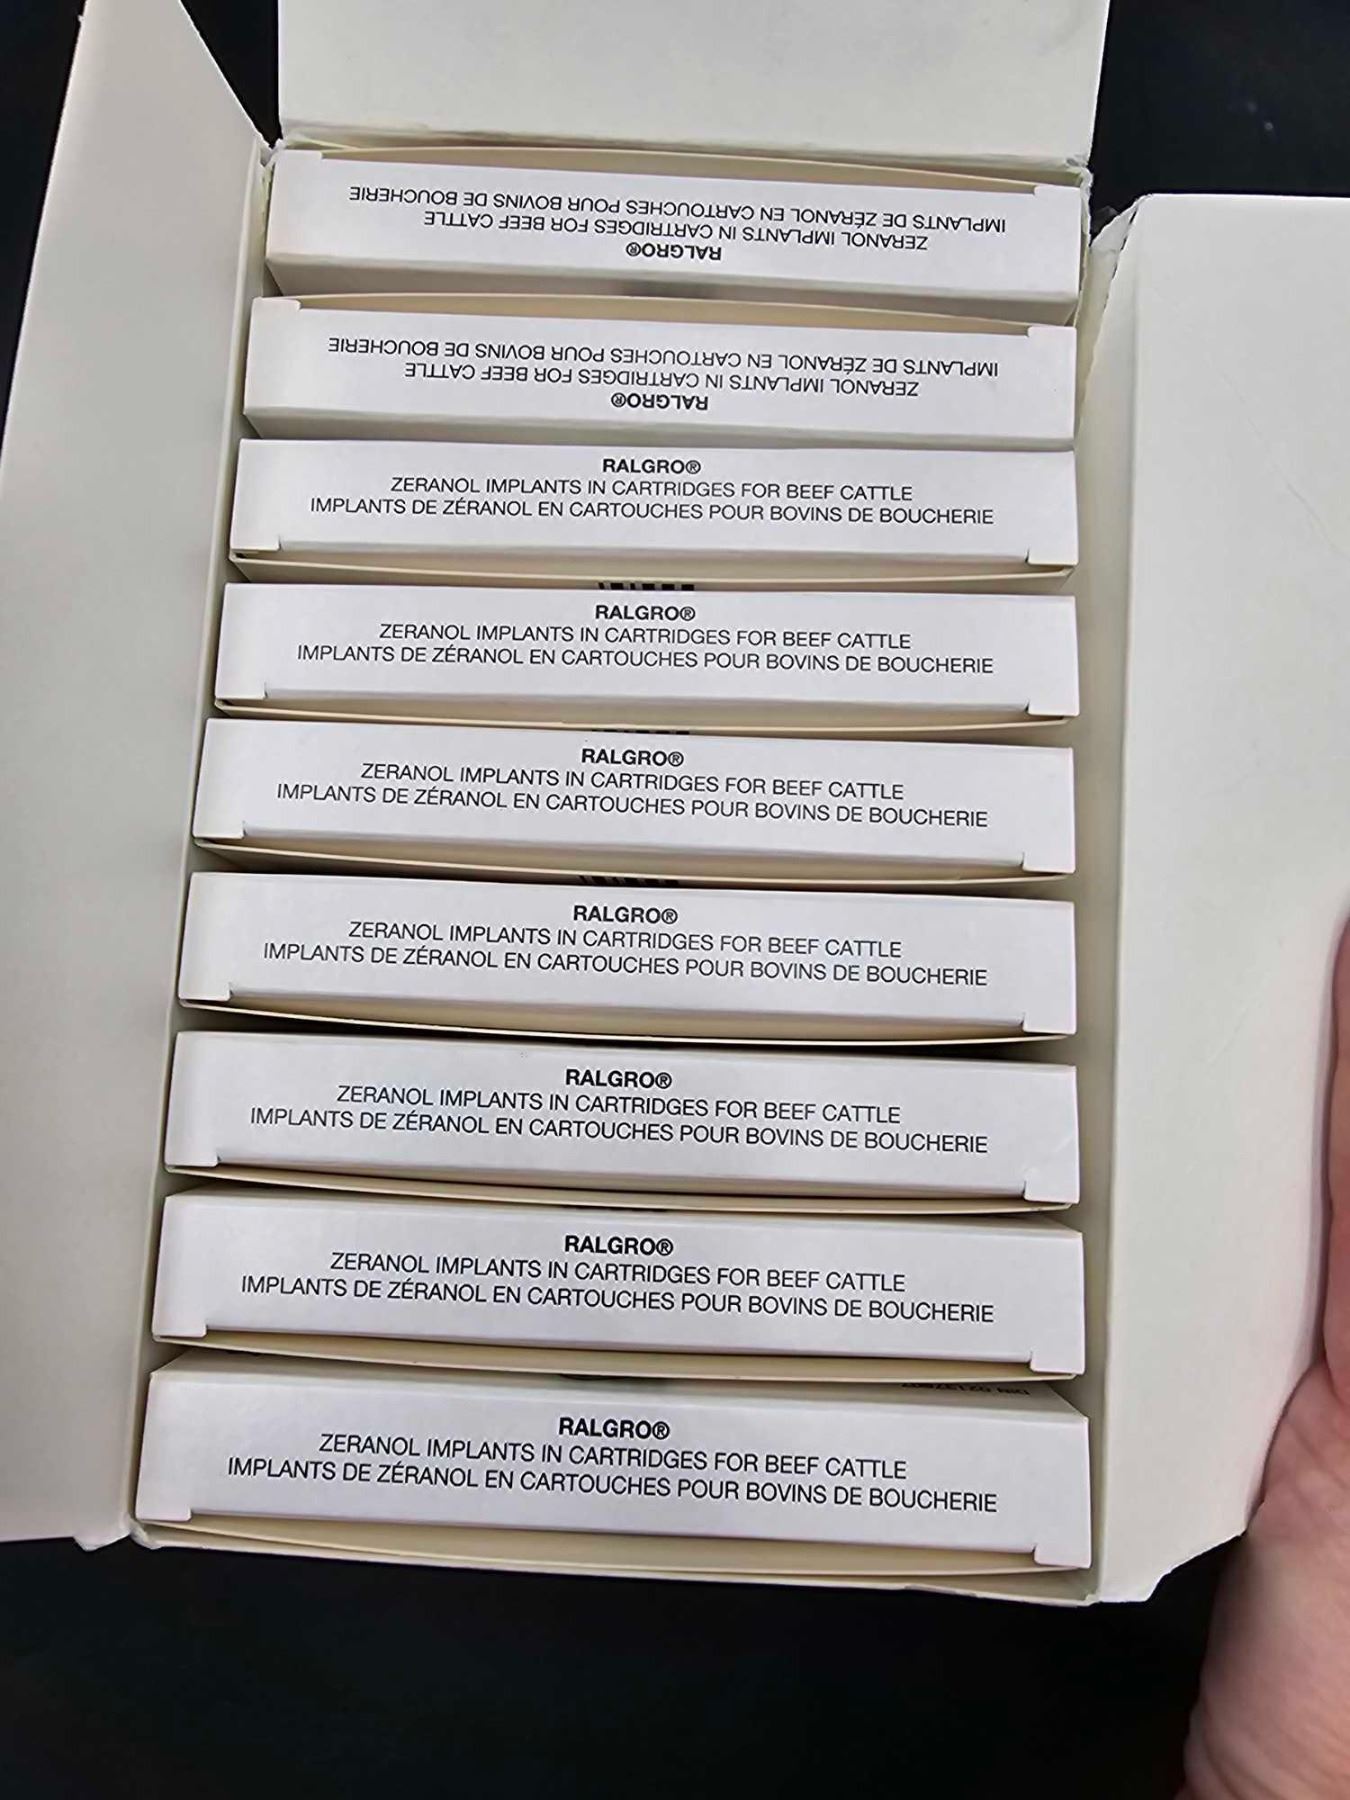 IMPLANTS DE ZÉRANOL EN CARTOUCHES POUR BOVINS DE BOUCHERIE
ZERANOL IMPLANTS IN CARTRIDGES FOR BEEF CATTLE
RALGRO®
IMPLANTS DE ZÉRANOL EN CARTOUCHES POUR BOVINS DE BOUCHERIE
ZERANOL IMPLANTS IN CARTRIDGES FOR BEEF CATTLE
RALGRO®
RALGRO®
ZERANOL IMPLANTS IN CARTRIDGES FOR BEEF CATTLE
IMPLANTS DE ZÉRANOL EN CARTOUCHES POUR BOVINS DE BOUCHERIE
RALGRO®
ZERANOL IMPLANTS IN CARTRIDGES FOR BEEF CATTLE
IMPLANTS DE ZÉRANOL EN CARTOUCHES POUR BOVINS DE BOUCHERIE
RALGRO®
ZERANOL IMPLANTS IN CARTRIDGES FOR BEEF CATTLE
IMPLANTS DE ZÉRANOL EN CARTOUCHES POUR BOVINS DE BOUCHERIE
RALGRO®
ZERANOL IMPLANTS IN CARTRIDGES FOR BEEF CATTLE
IMPLANTS DE ZÉRANOL EN CARTOUCHES POUR BOVINS DE BOUCHERIE
RALGRO®
ZERANOL IMPLANTS IN CARTRIDGES FOR BEEF CATTLE
IMPLANTS DE ZÉRANOL EN CARTOUCHES POUR BOVINS DE BOUCHERIE
RALGRO®
ZERANOL IMPLANTS IN CARTRIDGES FOR BEEF CATTLE
IMPLANTS DE ZÉRANOL EN CARTOUCHES POUR BOVINS DE BOUCHERIE
RALGRO®
ZERANOL IMPLANTS IN CARTRIDGES FOR BEEF CATTLE
IMPLANTS DE ZÉRANOL EN CARTOUCHES POUR BOVINS DE BOUCHERIE